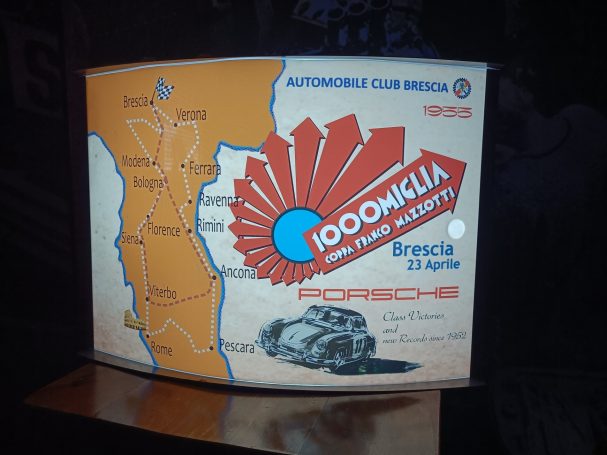 AUTOMOBILE CLUB BRESCIA
1955
Brescia
Verona
Modena
Ferrara
Bologna
Ravenna
Florence
Rimini
Siena
Ancona
Viterbo
Rome
Pescara
1000MIGLIA
COPPA FRANCO MAZZOTTI
Brescia
23 Aprile
PORSCHE
Class Victories
and
new Records since 1952